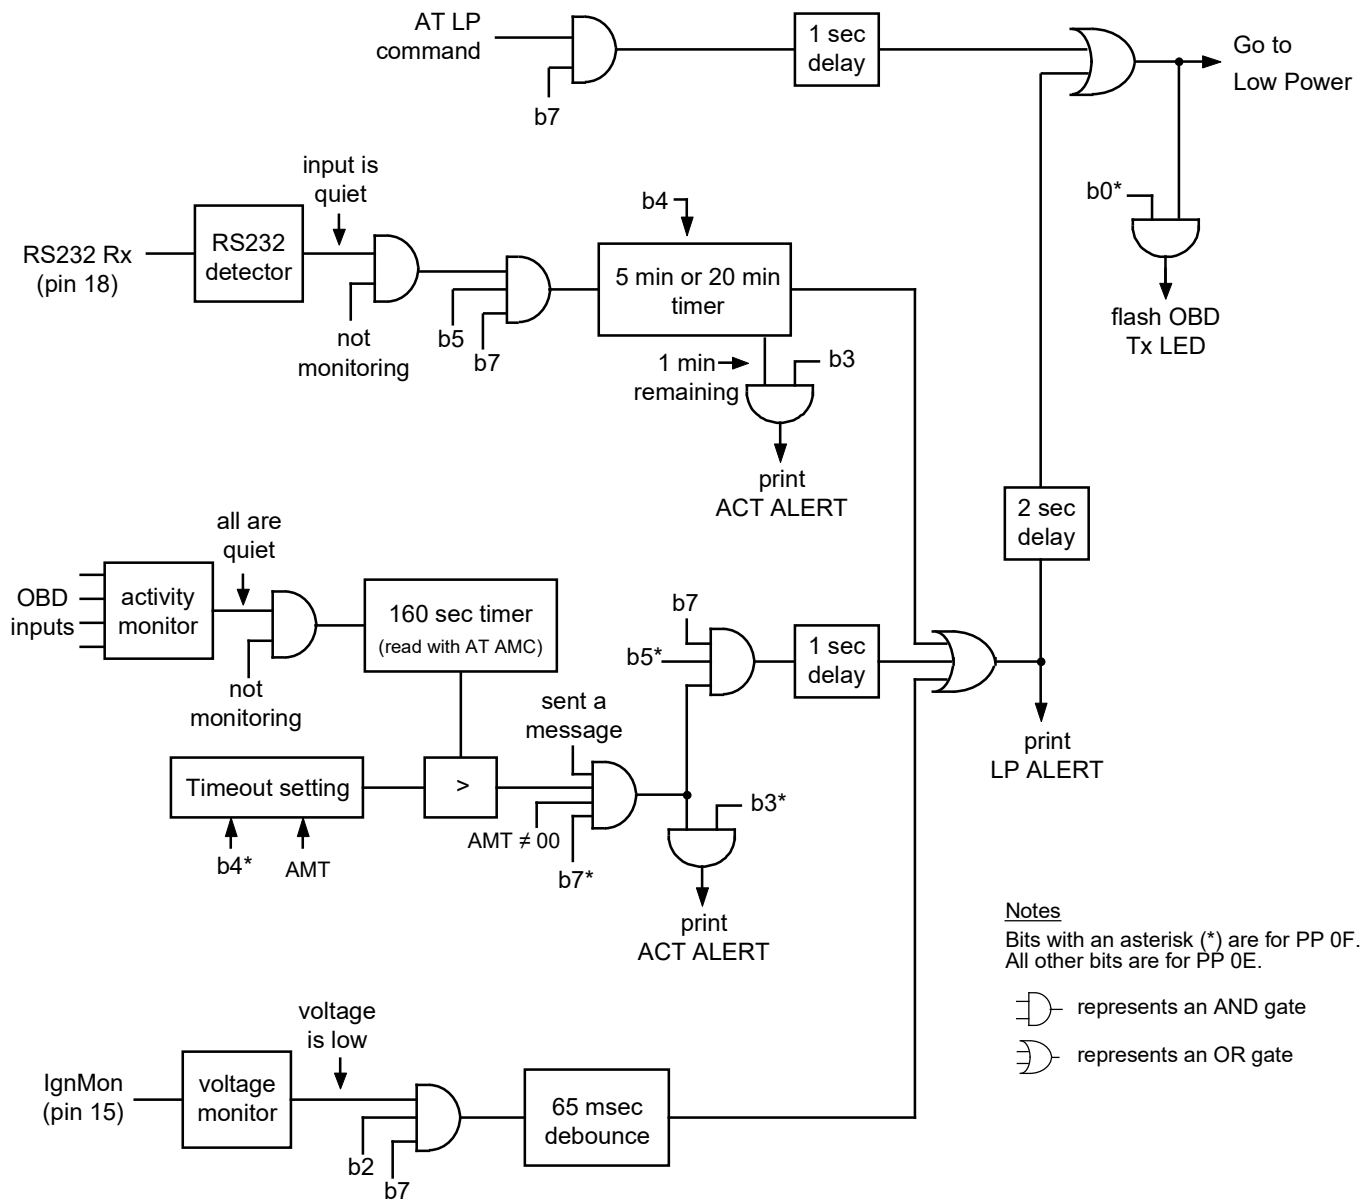 AT LP
command
b7
1 sec
delay
Go to
Low Power
b0*
flash OBD
Tx LED
RS232 Rx
(pin 18)
RS232
detector
input is
quiet
not
monitoring
b5
b7
b4
5 min or 20 min
timer
1 min
remaining
b3
print
ACT ALERT
2 sec
delay
OBD
inputs
activity
monitor
all are
quiet
not
monitoring
160 sec timer
(read with AT AMC)
Timeout setting
b4*
AMT
>
sent a
message
AMT ≠ 00
b7*
b7
b5*
1 sec
delay
b3*
print
ACT ALERT
print
LP ALERT
IgnMon
(pin 15)
voltage
monitor
voltage
is low
b2
b7
65 msec
debounce
Notes
Bits with an asterisk (*) are for PP 0F.
All other bits are for PP 0E.
represents an AND gate
represents an OR gate